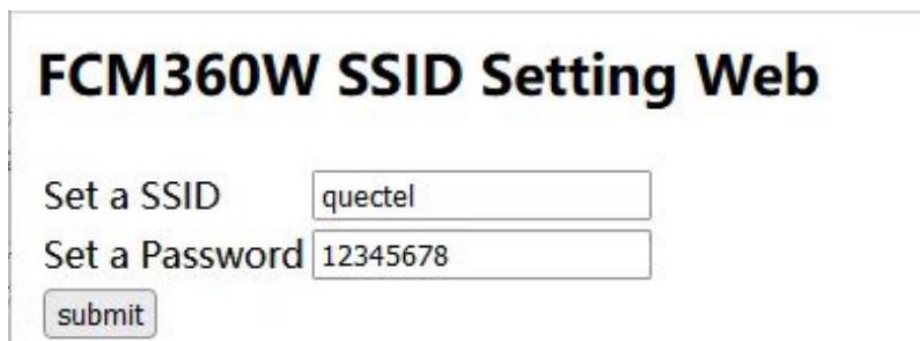 FCM360W SSID Setting Web
Set a SSID quectel
Set a Password 12345678
submit